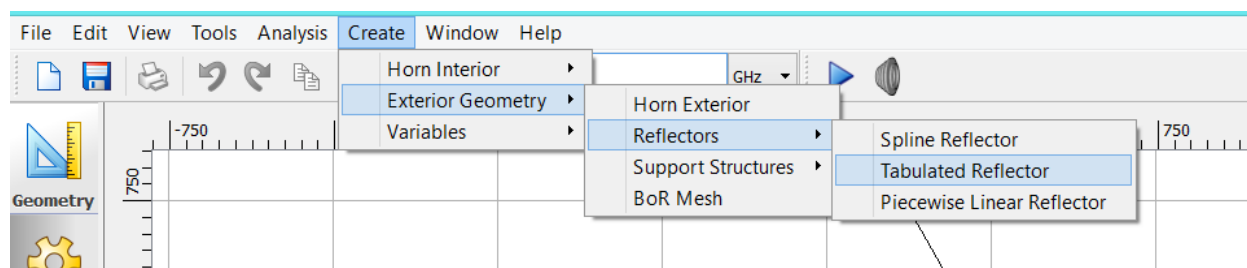 File Edit View Tools Analysis Create Window Help
Horn Interior
GHz
Exterior Geometry
Horn Exterior
-750
Variables
Reflectors
Spline Reflector
750
750
Support Structures
Tabulated Reflector
Geometry
BoR Mesh
Piecewise Linear Reflector